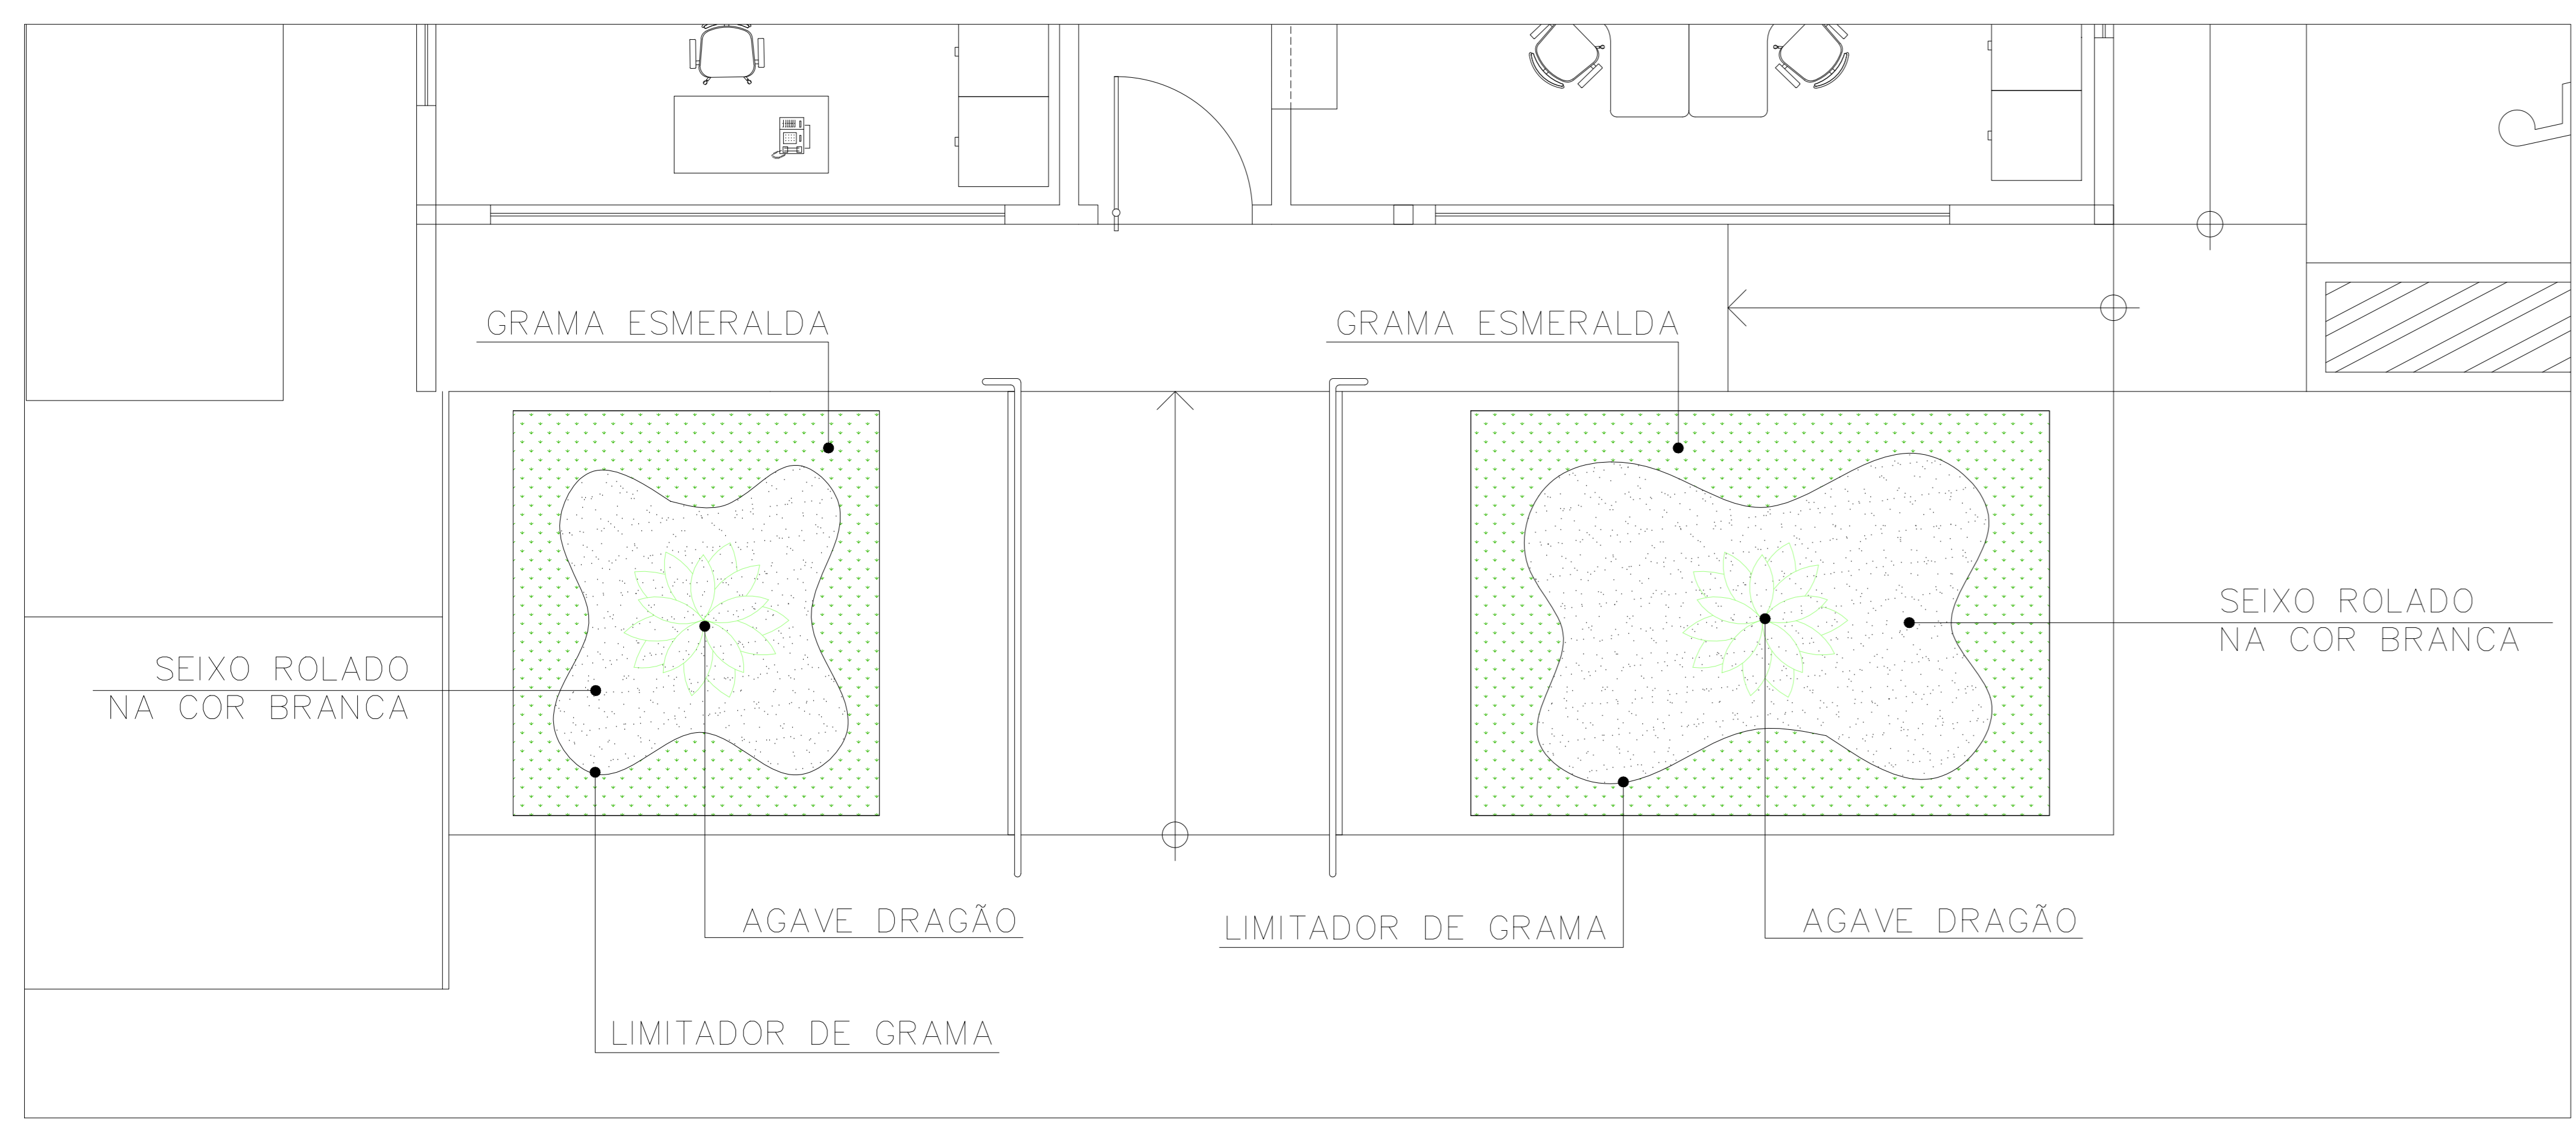 GRAMA ESMERALDA
GRAMA ESMERALDA
SEIXO ROLADO
NA COR BRANCA
SEIXO ROLADO
NA COR BRANCA
AGAVE DRAGÃO
LIMITADOR DE GRAMA
AGAVE DRAGÃO
LIMITADOR DE GRAMA